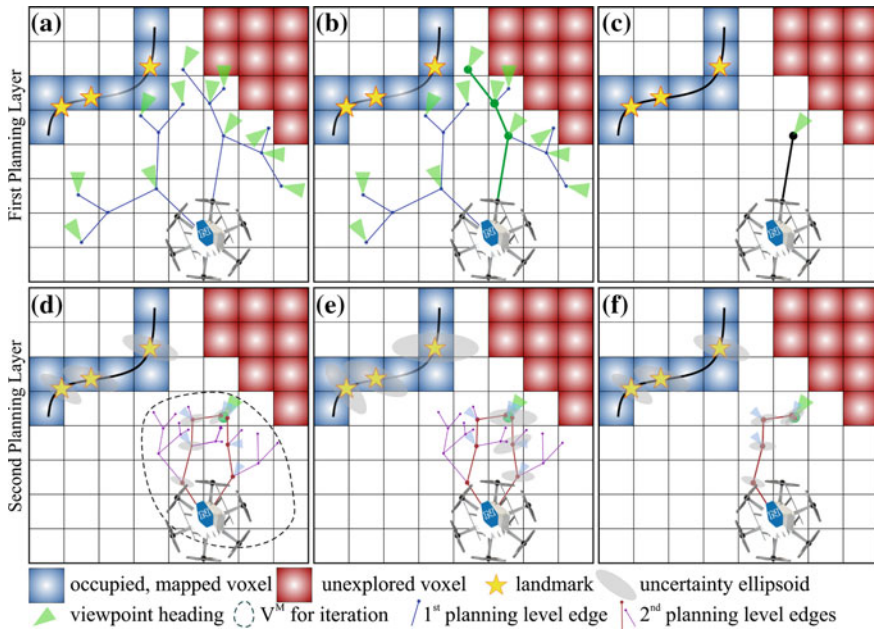 (a) (b) (c)
First Planning Layer
(d) (e) (f)
Second Planning Layer
occupied, mapped voxel unexplored voxel landmark uncertainty ellipsoid
viewpoint heading Vᴹ for iteration 1ˢᵗ planning level edge 2ⁿᵈ planning level edges